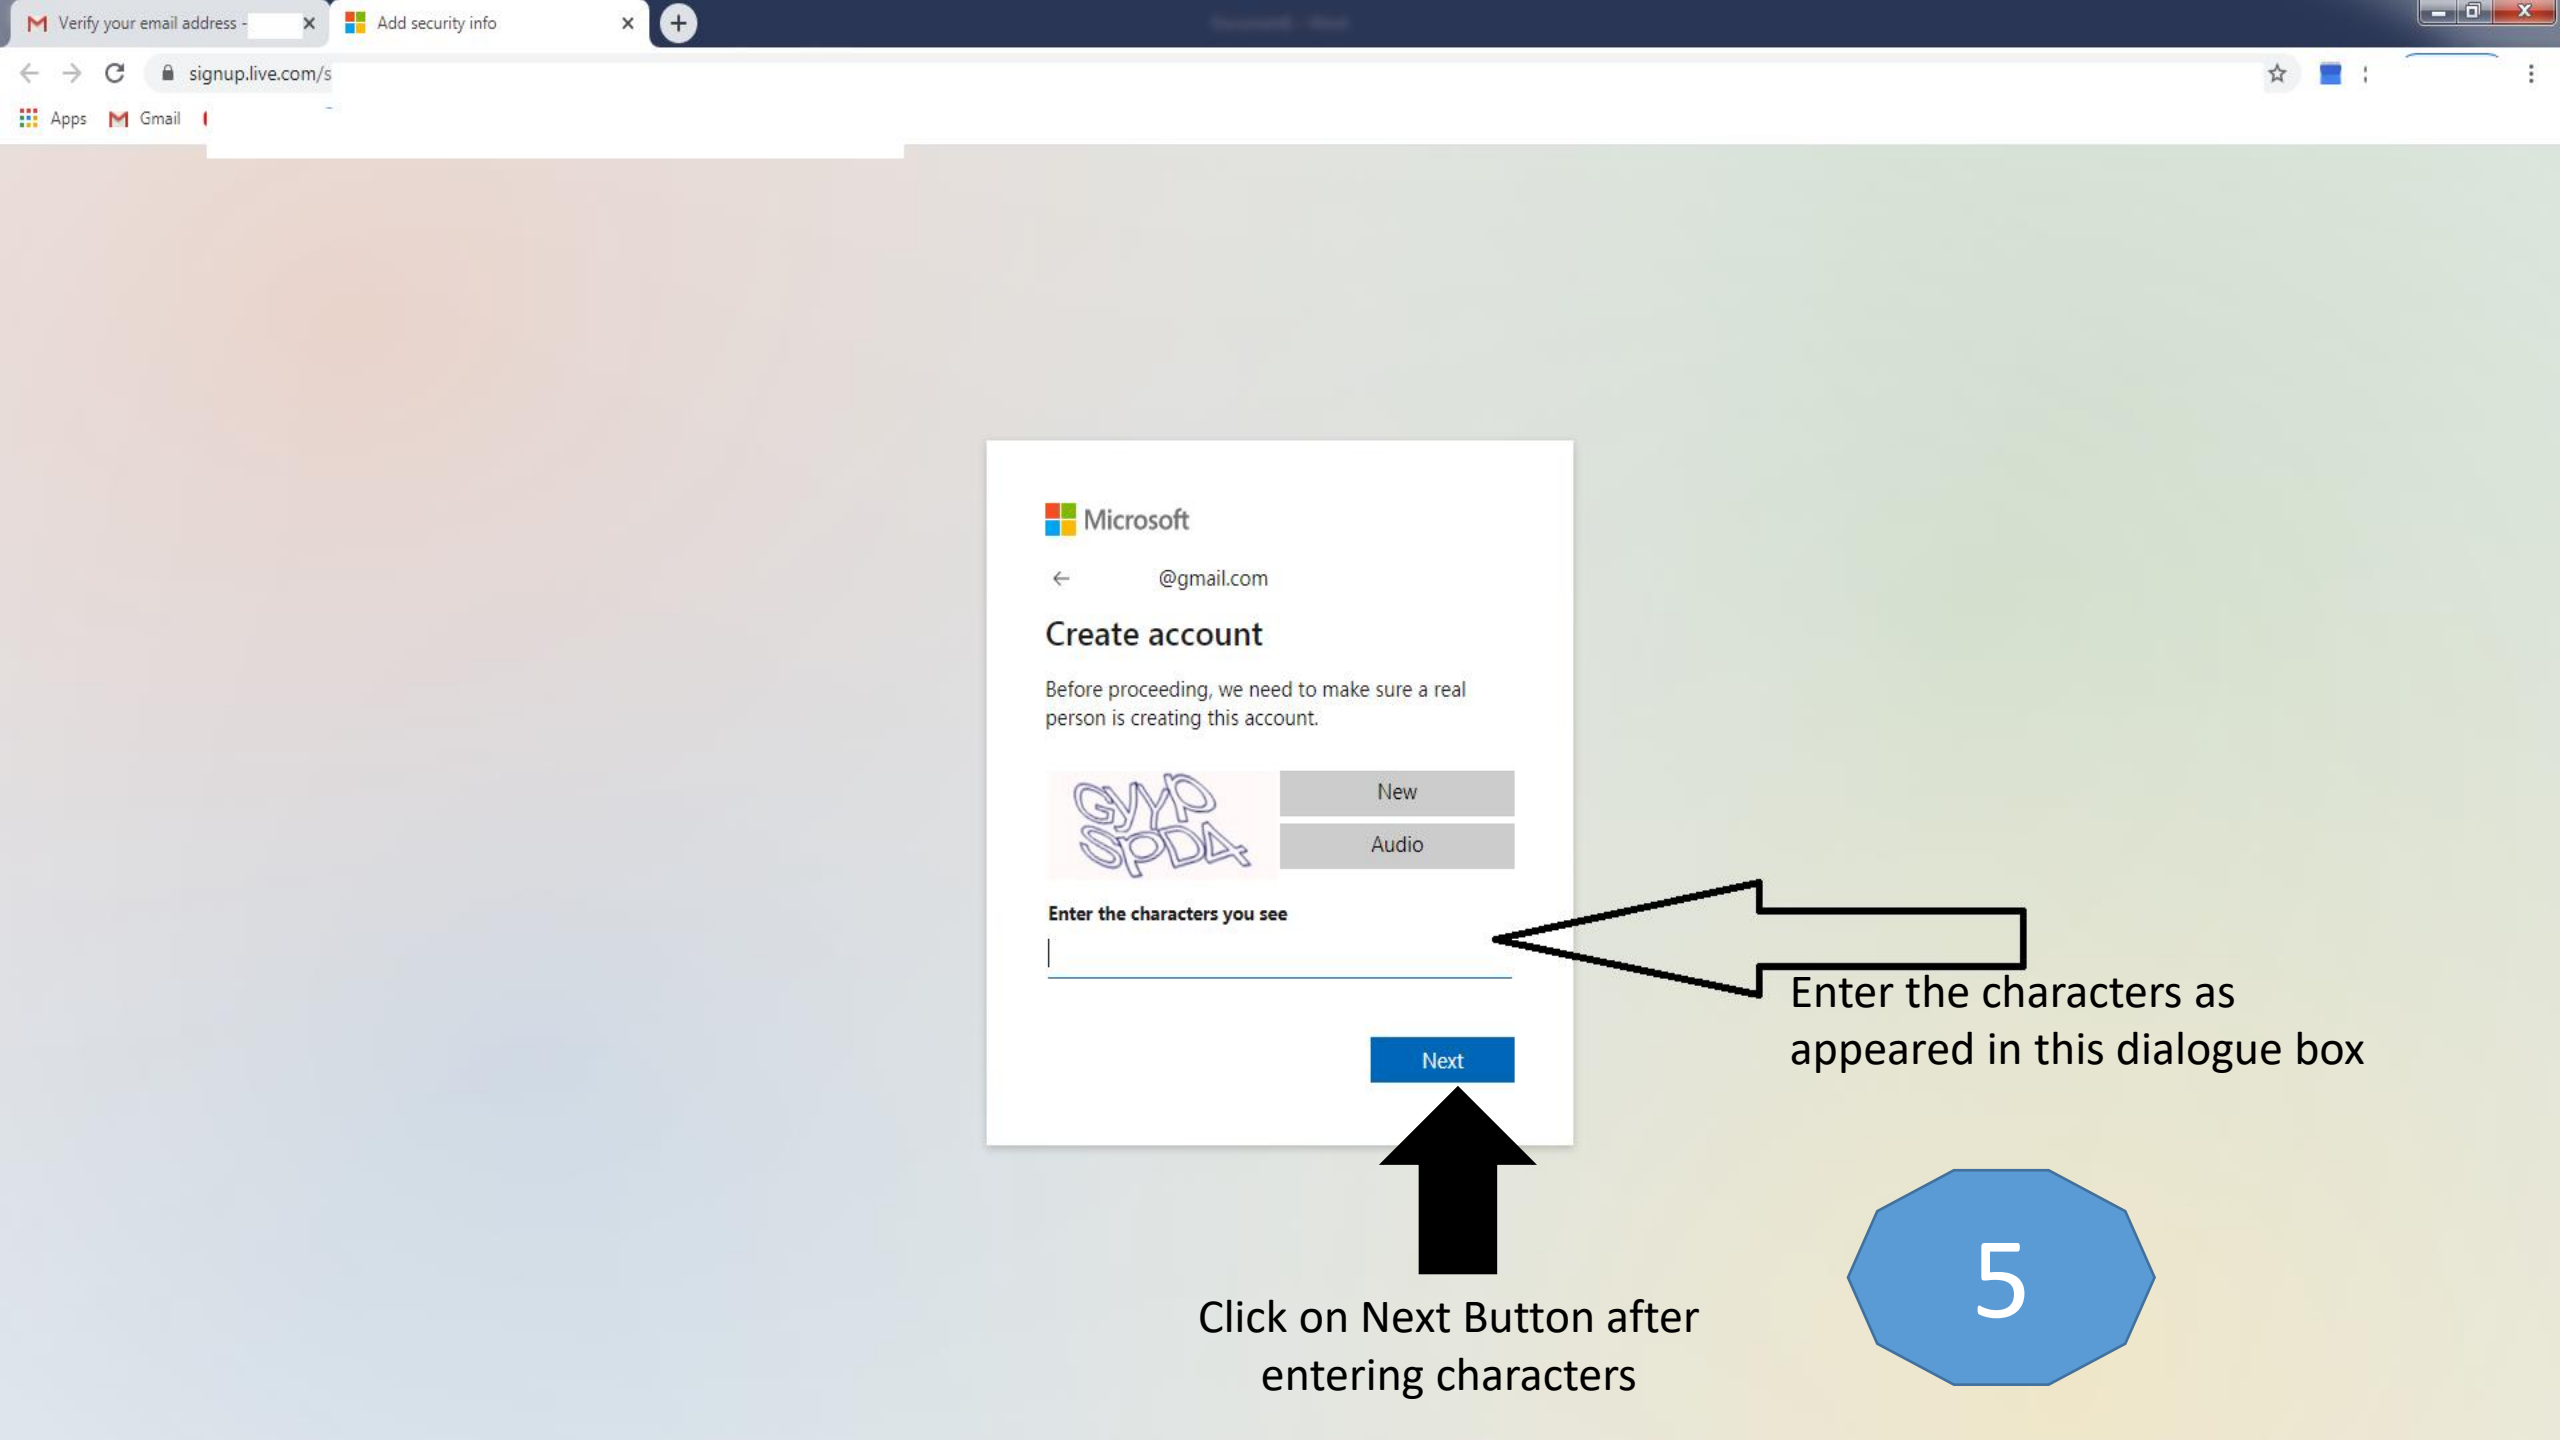 Verify your email address -
Add security info
signup.live.com/s
Apps
Gmail
Microsoft
@gmail.com
Create account
Before proceeding, we need to make sure a real
person is creating this account.
GYYP
SPD4
New
Audio
Enter the characters you see
Next
Enter the characters as
appeared in this dialogue box
Click on Next Button after
entering characters
5